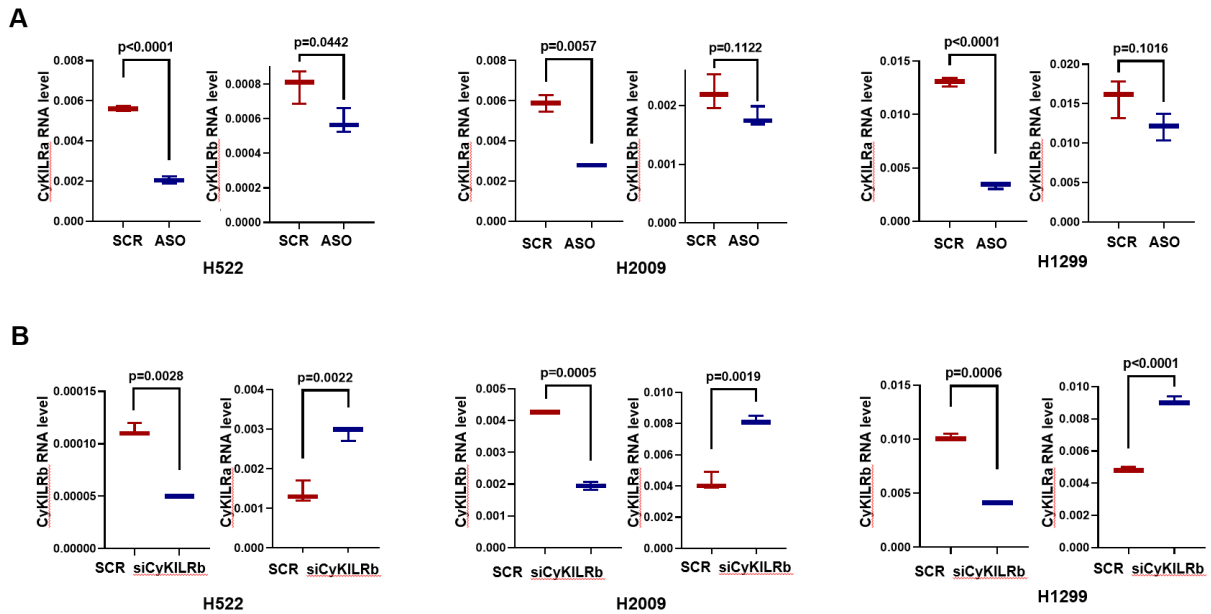 A
p<0.0001
CyKILRa RNA level
0.008
0.006
0.004
0.002
0.000
SCR ASO
p=0.0442
CyKILRb RNA level
0.0008
0.0006
0.0004
0.0002
0.0000
SCR ASO
H522
p=0.0057
CyKILRa RNA level
0.008
0.006
0.004
0.002
0.000
SCR ASO
p=0.1122
CyKILRb RNA level
0.002
0.001
0.000
SCR ASO
H2009
p<0.0001
CyKILRa RNA level
0.015
0.010
0.005
0.000
SCR ASO
p=0.1016
CyKILRb RNA level
0.020
0.015
0.010
0.005
0.000
SCR ASO
H1299
B
p=0.0028
CyKILRb RNA level
0.00015
0.00010
0.00005
0.00000
SCR siCyKILRb
p=0.0022
CyKILRa RNA level
0.004
0.003
0.002
0.001
0.000
SCR siCyKILRb
H522
p=0.0005
CyKILRb RNA level
0.005
0.004
0.003
0.002
0.001
0.000
SCR siCyKILRb
p=0.0019
CyKILRa RNA level
0.010
0.008
0.006
0.004
0.002
0.000
SCR siCyKILRb
H2009
p=0.0006
CyKILRb RNA level
0.015
0.010
0.005
0.000
SCR siCyKILRb
p<0.0001
CyKILRa RNA level
0.010
0.008
0.006
0.004
0.002
0.000
SCR siCyKILRb
H1299